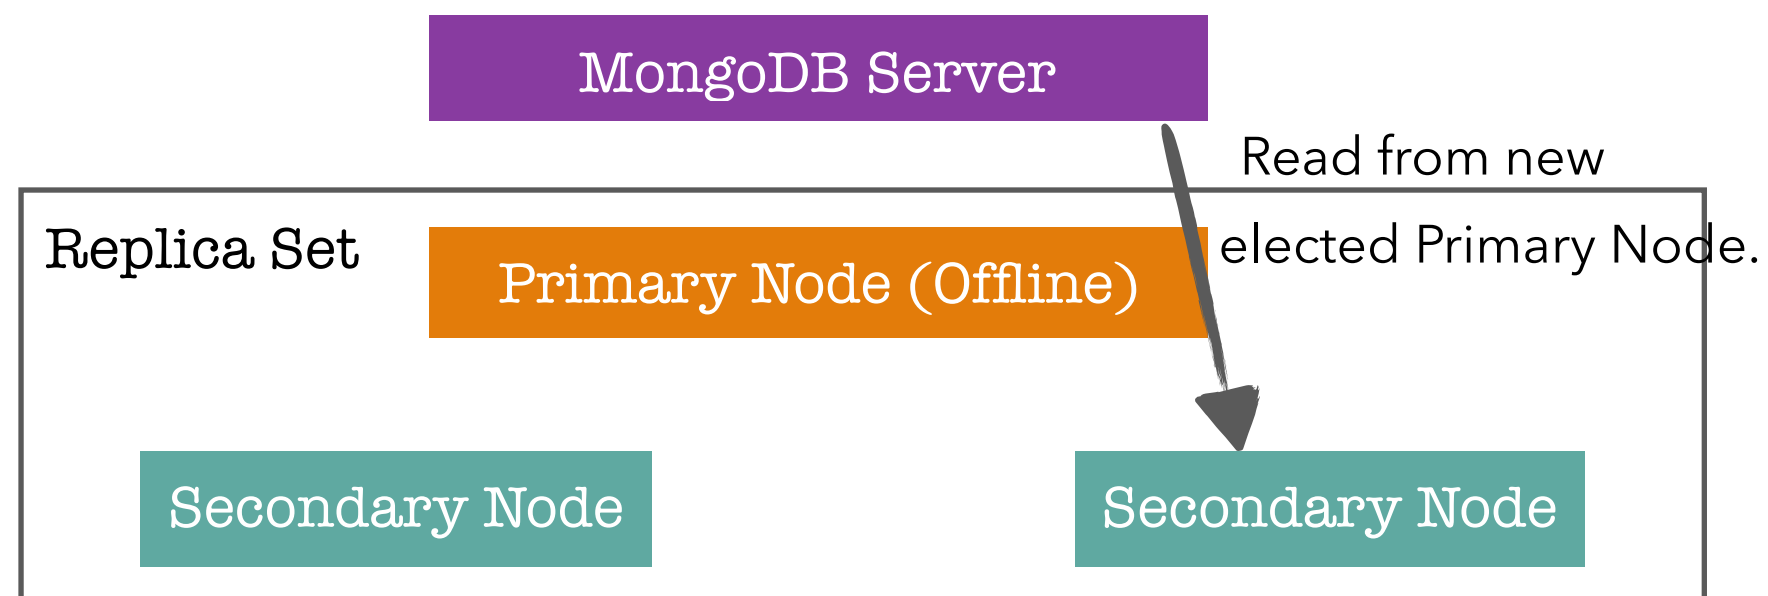 MongoDB Server
Read from new
elected Primary Node.
Replica Set
Primary Node (Offline)
Secondary Node
Secondary Node